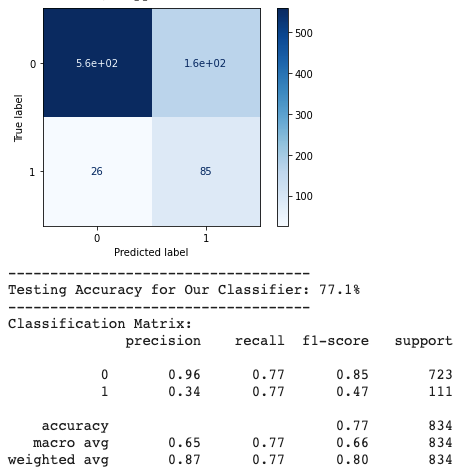 500
0
5.6e+02
1.6e+02
400
True label
300
1
26
85
200
100
0
1
Predicted label
-----------------------------------
Testing Accuracy for Our Classifier: 77.1%
-----------------------------------
Classification Matrix:
precision recall f1-score support
0 0.96 0.77 0.85 723
1 0.34 0.77 0.47 111
accuracy 0.77 834
macro avg 0.65 0.77 0.66 834
weighted avg 0.87 0.77 0.80 834